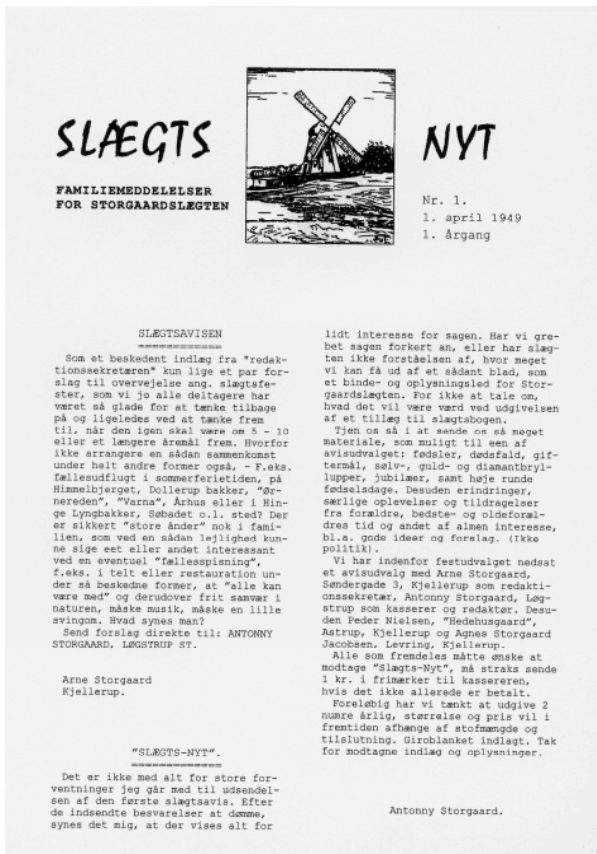 SLÆGTS NYT
FAMILIEMEDDELELSER
FOR STORGAARDSLÆGTEN
Nr. 1.
1. april 1949
1. årgang
SLÆGTSAVISEN
============
Som et beskedent indlæg fra "redak-
tionssekretæren" kun lige et par for-
slag til overvejelse ang. slægtsfe-
ster, som vi jo alle deltagere har
været så glade for at tænke tilbage
på og ligeledes ved at tænke frem
til, når den igen skal være om 5 - 10
eller et længere åremål frem. Hvorfor
ikke arrangere en sådan sammenkomst
under helt andre former også, - F.eks.
fællesudflugt i sommerferietiden, på
Himmelbjerget, Dollerup bakker, "Ør-
nereden", "Varna", Århus eller i Hin-
ge Lyngbakker, Søbadet o.l. sted? Der
er sikkert "store ånder" nok i fami-
lien, som ved en sådan lejlighed kun-
ne sige eet eller andet interessant
ved en eventuel "fællesspisning",
f.eks. i telt eller restauration un-
der så beskedne former, at "alle kan
være med" og derudover frit samvær i
naturen, måske musik, måske en lille
svingom. Hvad synes man?
Send forslag direkte til: ANTONNY
STORGAARD, LØGSTRUP ST.
Arne Storgaard
Kjellerup.
"SLÆGTS-NYT".
=============
Det er ikke med alt for store for-
ventninger jeg går med til udsendel-
sen af den første slægtsavis. Efter
de indsendte besvarelser at dømme,
synes det mig, at der vises alt for
lidt interesse for sagen. Har vi gre-
bet sagen forkert an, eller har slæg-
ten ikke forståelsen af, hvor meget
vi kan få ud af et sådant blad, som
et binde- og oplysningsled for Stor-
gaardslægten. For ikke at tale om,
hvad det vil være værd ved udgivelsen
af et tillæg til slægtsbogen.
Tjen os så i at sende os så meget
materiale, som muligt til een af
avisudvalget: fødsler, dødsfald, gif-
termål, sølv-, guld- og diamantbryl-
lupper, jubilæer, samt høje runde
fødselsdage. Desuden erindringer,
særlige oplevelser og tildragelser
fra forældre, bedste- og oldeforæl-
dres tid og andet af almen interesse,
bl.a. gode ideer og forslag. (Ikke
politik).
Vi har indenfor festudvalget nedsat
et avisudvalg med Arne Storgaard,
Søndergade 3, Kjellerup som redakti-
onssekretær, Antonny Storgaard, Løg-
strup som kasserer og redaktør. Desu-
den Peder Nielsen, "Hedehusgaard",
Astrup, Kjellerup og Agnes Storgaard
Jacobsen, Levring, Kjellerup.
Alle som fremdeles måtte ønske at
modtage "Slægts-Nyt", må straks sende
1 kr. i frimærker til kassereren,
hvis det ikke allerede er betalt.
Foreløbig har vi tænkt at udgive 2
numre årlig, størrelse og pris vil i
fremtiden afhænge af stofmængde og
tilslutning. Giroblanket indlagt. Tak
for modtagne indlæg og oplysninger.
Antonny Storgaard.